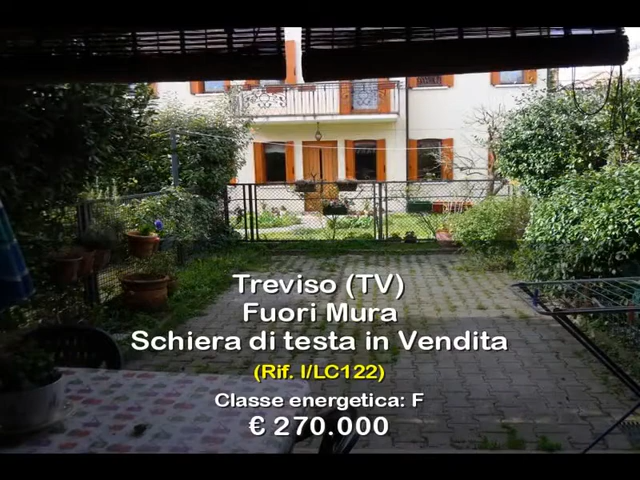 Treviso (TV)
Fuori Mura
Schiera di testa in Vendita
(Rif. I/LC122)
Classe energetica: F
€ 270.000